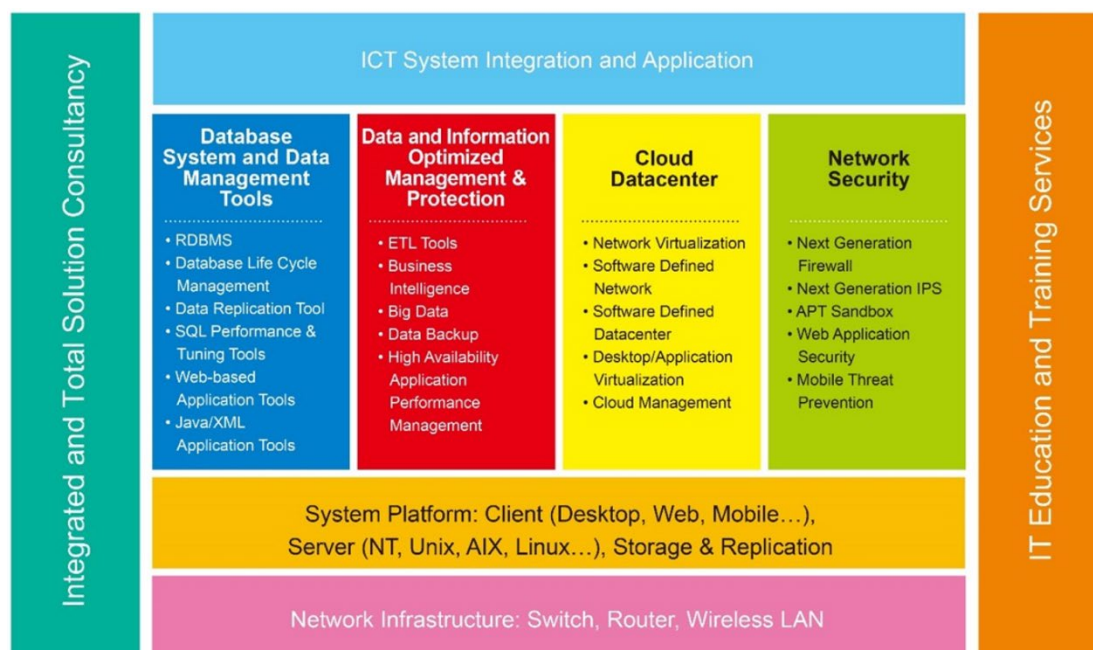 Integrated and Total Solution Consultancy
ICT System Integration and Application
Database
System and Data
Management
Tools
• RDBMS
• Database Life Cycle
Management
• Data Replication Tool
• SQL Performance &
Tuning Tools
• Web-based
Application Tools
• Java/XML
Application Tools
Data and Information
Optimized
Management &
Protection
• ETL Tools
• Business
Intelligence
• Big Data
• Data Backup
• High Availability
Application
Performance
Management
Cloud
Datacenter
• Network Virtualization
• Software Defined
Network
• Software Defined
Datacenter
• Desktop/Application
Virtualization
• Cloud Management
Network
Security
• Next Generation
Firewall
• Next Generation IPS
• APT Sandbox
• Web Application
Security
• Mobile Threat
Prevention
System Platform: Client (Desktop, Web, Mobile…),
Server (NT, Unix, AIX, Linux…), Storage & Replication
Network Infrastructure: Switch, Router, Wireless LAN
IT Education and Training Services